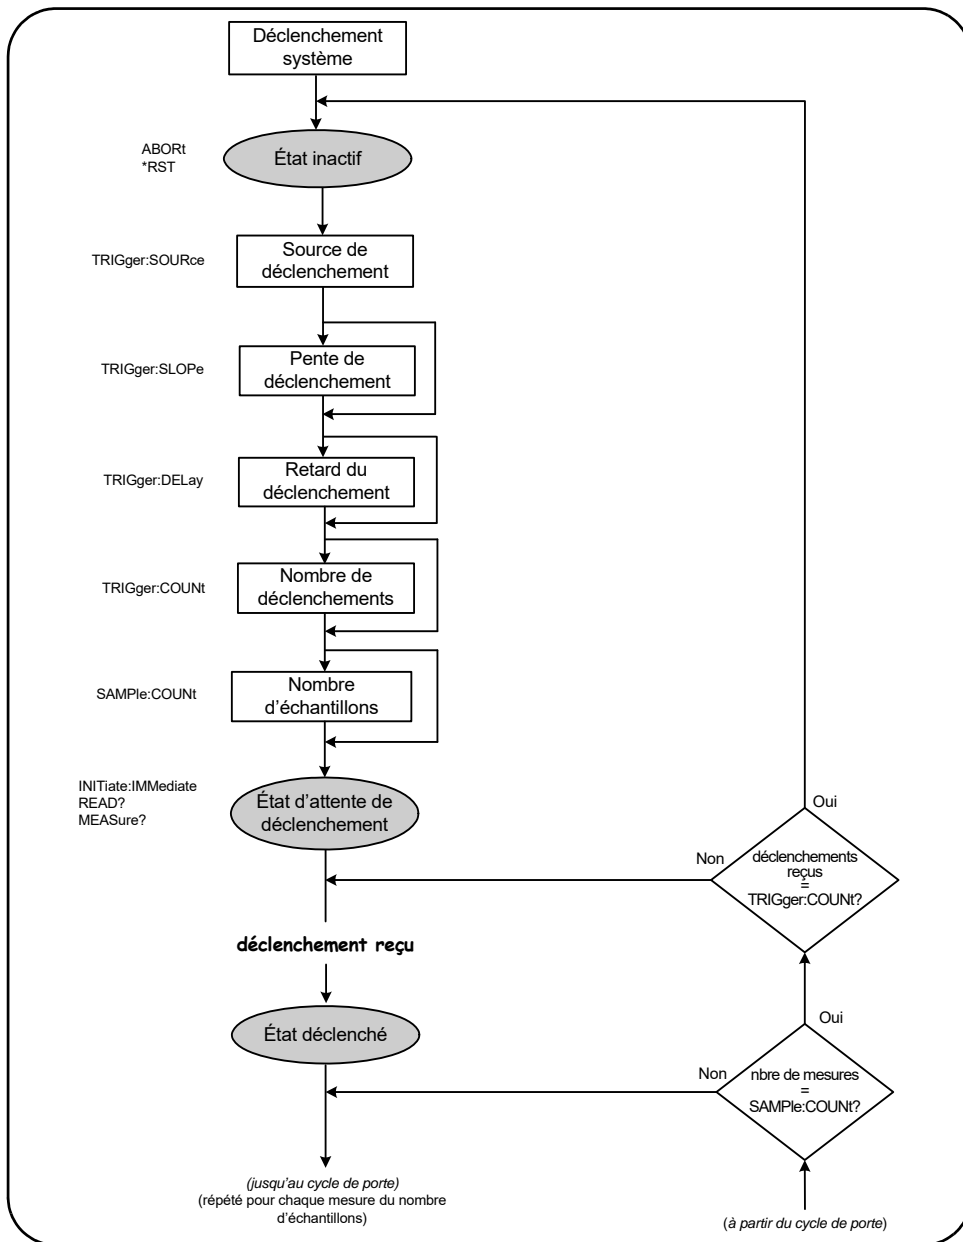 Déclenchement
système
ABORt
*RST
État inactif
TRIGger:SOURce
Source de
déclenchement
TRIGger:SLOPe
Pente de
déclenchement
TRIGger:DELay
Retard du
déclenchement
TRIGger:COUNt
Nombre de
déclenchements
SAMPle:COUNt
Nombre
d'échantillons
INITiate:IMMediate
READ?
MEASure?
État d'attente de
déclenchement
Oui
Non
déclenchements
reçus
=
TRIGger:COUNt?
déclenchement reçu
État déclenché
Oui
Non
nbre de mesures
=
SAMPle:COUNt?
(jusqu'au cycle de porte)
(répété pour chaque mesure du nombre
d'échantillons)
(à partir du cycle de porte)